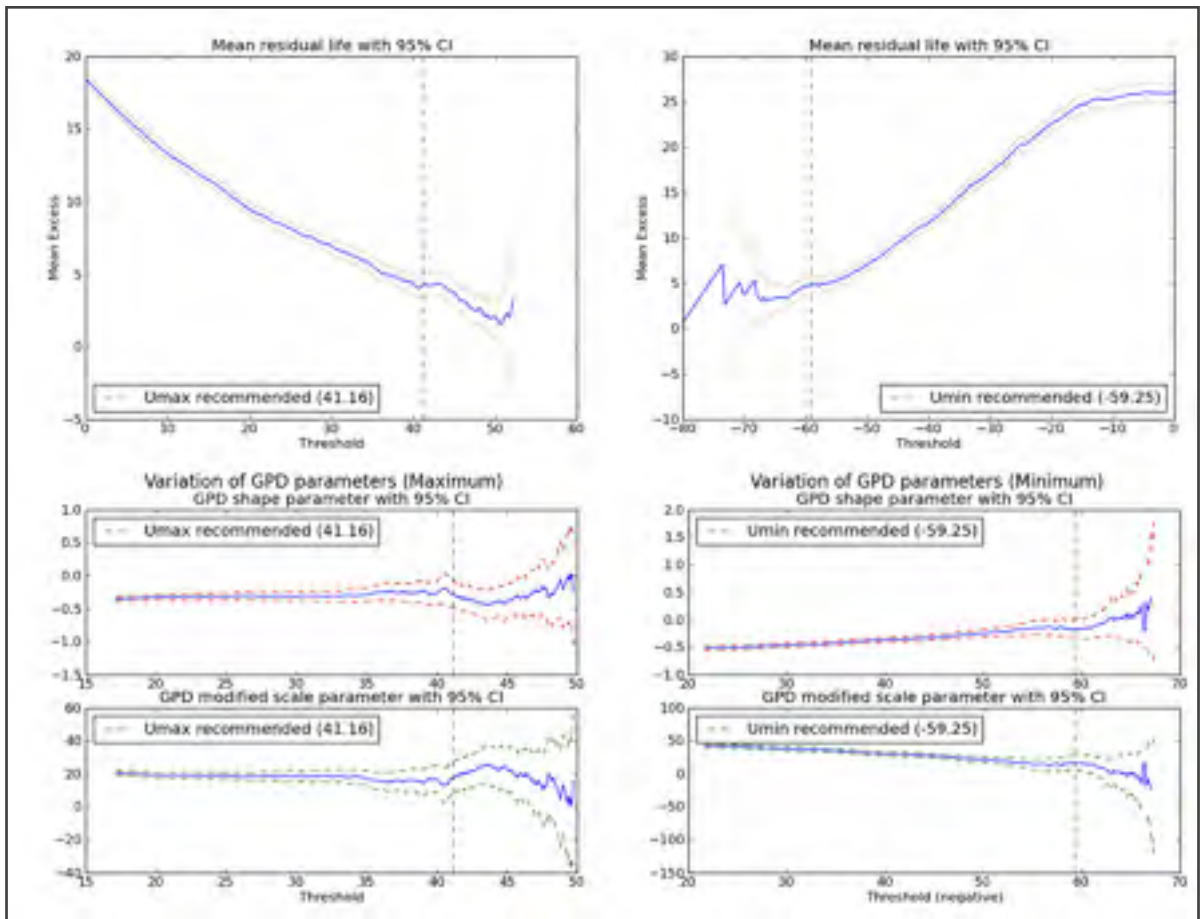 Mean residual life with 95% CI
20
15
10
5
0
−5
Mean Excess
Umax recommended (41.16)
0 10 20 30 40 50 60
Threshold
Mean residual life with 95% CI
30
25
20
15
10
5
0
−5
−10
Mean Excess
Umin recommended (-59.25)
−80 −70 −60 −50 −40 −30 −20 −10 0
Threshold
Variation of GPD parameters (Maximum)
GPD shape parameter with 95% CI
1.0
0.5
0.0
−0.5
−1.0
−1.5
Umax recommended (41.16)
15 20 25 30 35 40 45 50
GPD modified scale parameter with 95% CI
60
40
20
0
−20
−40
Umax recommended (41.16)
15 20 25 30 35 40 45 50
Threshold
Variation of GPD parameters (Minimum)
GPD shape parameter with 95% CI
2.0
1.5
1.0
0.5
0.0
−0.5
−1.0
Umin recommended (-59.25)
20 30 40 50 60 70
GPD modified scale parameter with 95% CI
100
50
0
−50
−100
−150
Umin recommended (-59.25)
20 30 40 50 60 70
Threshold (negative)